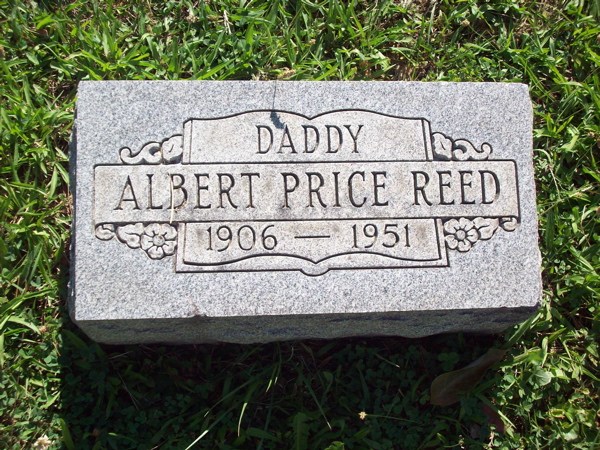 DADDY
ALBERT PRICE REED
1906 — 1951